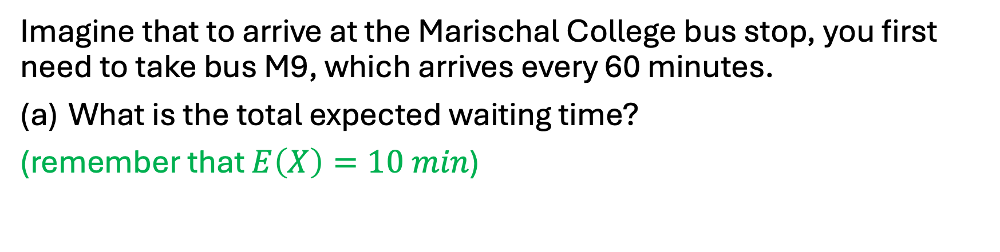 Imagine that to arrive at the Marischal College bus stop, you first
need to take bus M9, which arrives every 60 minutes.
(a) What is the total expected waiting time?
(remember that E(X) = 10 min)